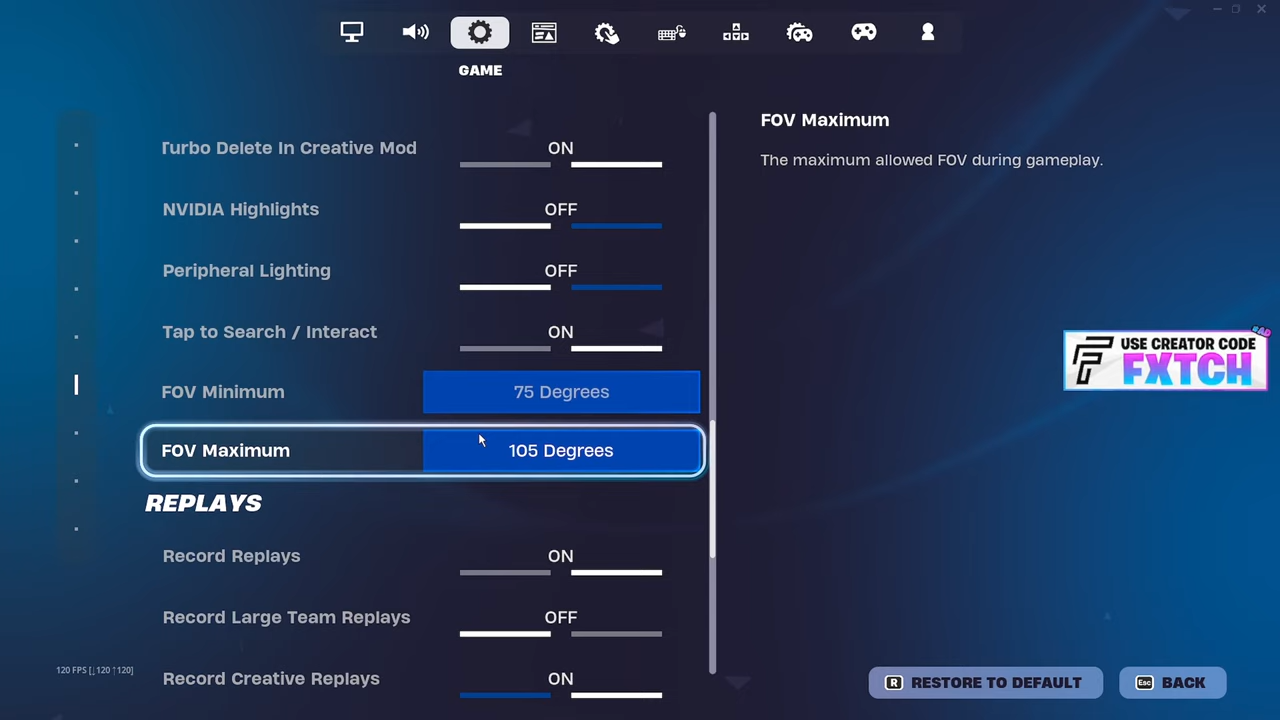 GAME
Turbo Delete In Creative Mod
ON
NVIDIA Highlights
OFF
Peripheral Lighting
OFF
Tap to Search / Interact
ON
FOV Minimum
75 Degrees
FOV Maximum
105 Degrees
REPLAYS
Record Replays
ON
Record Large Team Replays
OFF
Record Creative Replays
ON
FOV Maximum
The maximum allowed FOV during gameplay.
#AD
USE CREATOR CODE
FXTCH
120 FPS [↓120 ↑120]
R RESTORE TO DEFAULT
Esc BACK